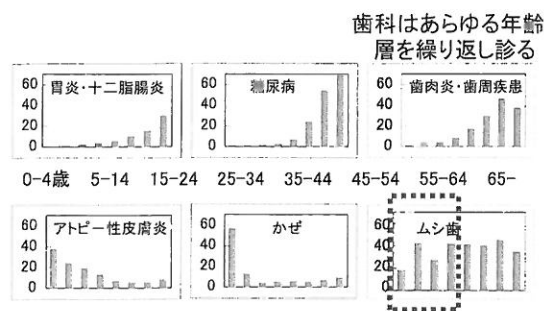 歯科はあらゆる年齢
層を繰り返し診る
60 胃炎・十二指腸炎
40
20
0
60 糖尿病
40
20
0
60 歯肉炎・歯周疾患
40
20
0
0-4歳 5-14 15-24 25-34 35-44 45-54 55-64 65-
60 アトピー性皮膚炎
40
20
0
60 かぜ
40
20
0
60 ムシ歯
40
20
0